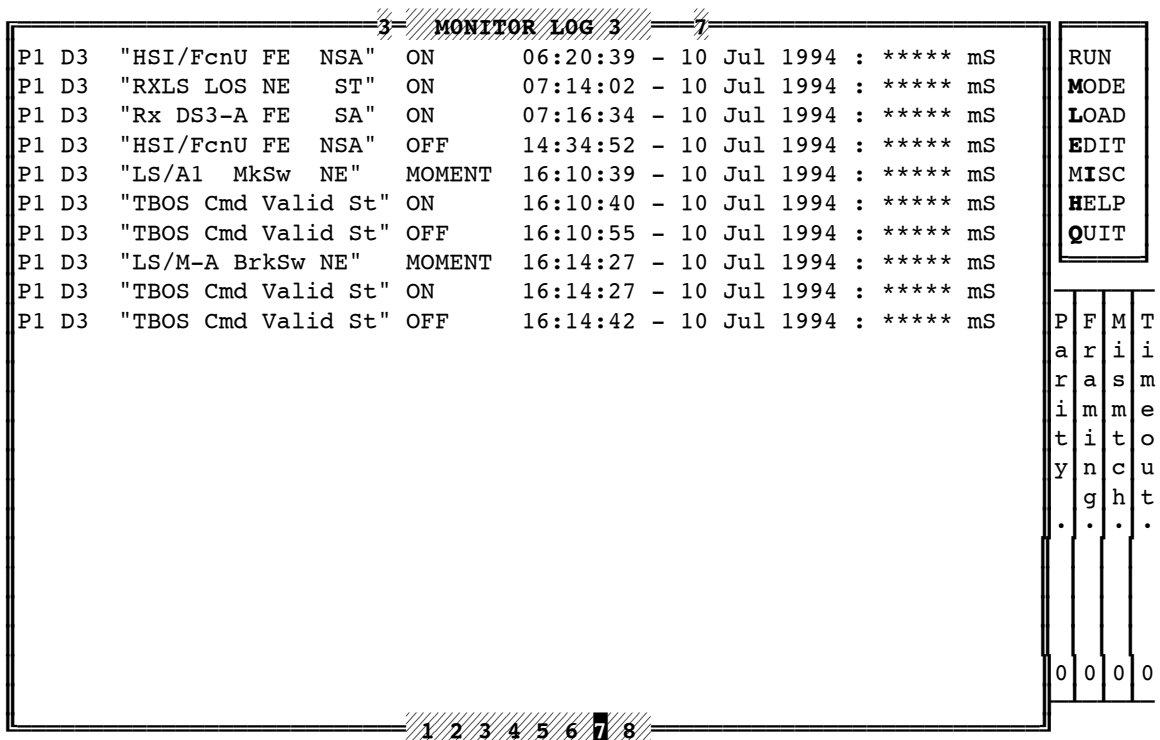 3 MONITOR LOG 3 7
P1 D3 "HSI/FcnU FE NSA" ON 06:20:39 - 10 Jul 1994 : ***** mS
P1 D3 "RXLS LOS NE ST" ON 07:14:02 - 10 Jul 1994 : ***** mS
P1 D3 "Rx DS3-A FE SA" ON 07:16:34 - 10 Jul 1994 : ***** mS
P1 D3 "HSI/FcnU FE NSA" OFF 14:34:52 - 10 Jul 1994 : ***** mS
P1 D3 "LS/A1 MkSw NE" MOMENT 16:10:39 - 10 Jul 1994 : ***** mS
P1 D3 "TBOS Cmd Valid St" ON 16:10:40 - 10 Jul 1994 : ***** mS
P1 D3 "TBOS Cmd Valid St" OFF 16:10:55 - 10 Jul 1994 : ***** mS
P1 D3 "LS/M-A BrkSw NE" MOMENT 16:14:27 - 10 Jul 1994 : ***** mS
P1 D3 "TBOS Cmd Valid St" ON 16:14:27 - 10 Jul 1994 : ***** mS
P1 D3 "TBOS Cmd Valid St" OFF 16:14:42 - 10 Jul 1994 : ***** mS
1 2 3 4 5 6 7 8
RUN
MODE
LOAD
EDIT
MISC
HELP
QUIT
Parity. 0
Framing. 0
Mismtch. 0
Timeout. 0